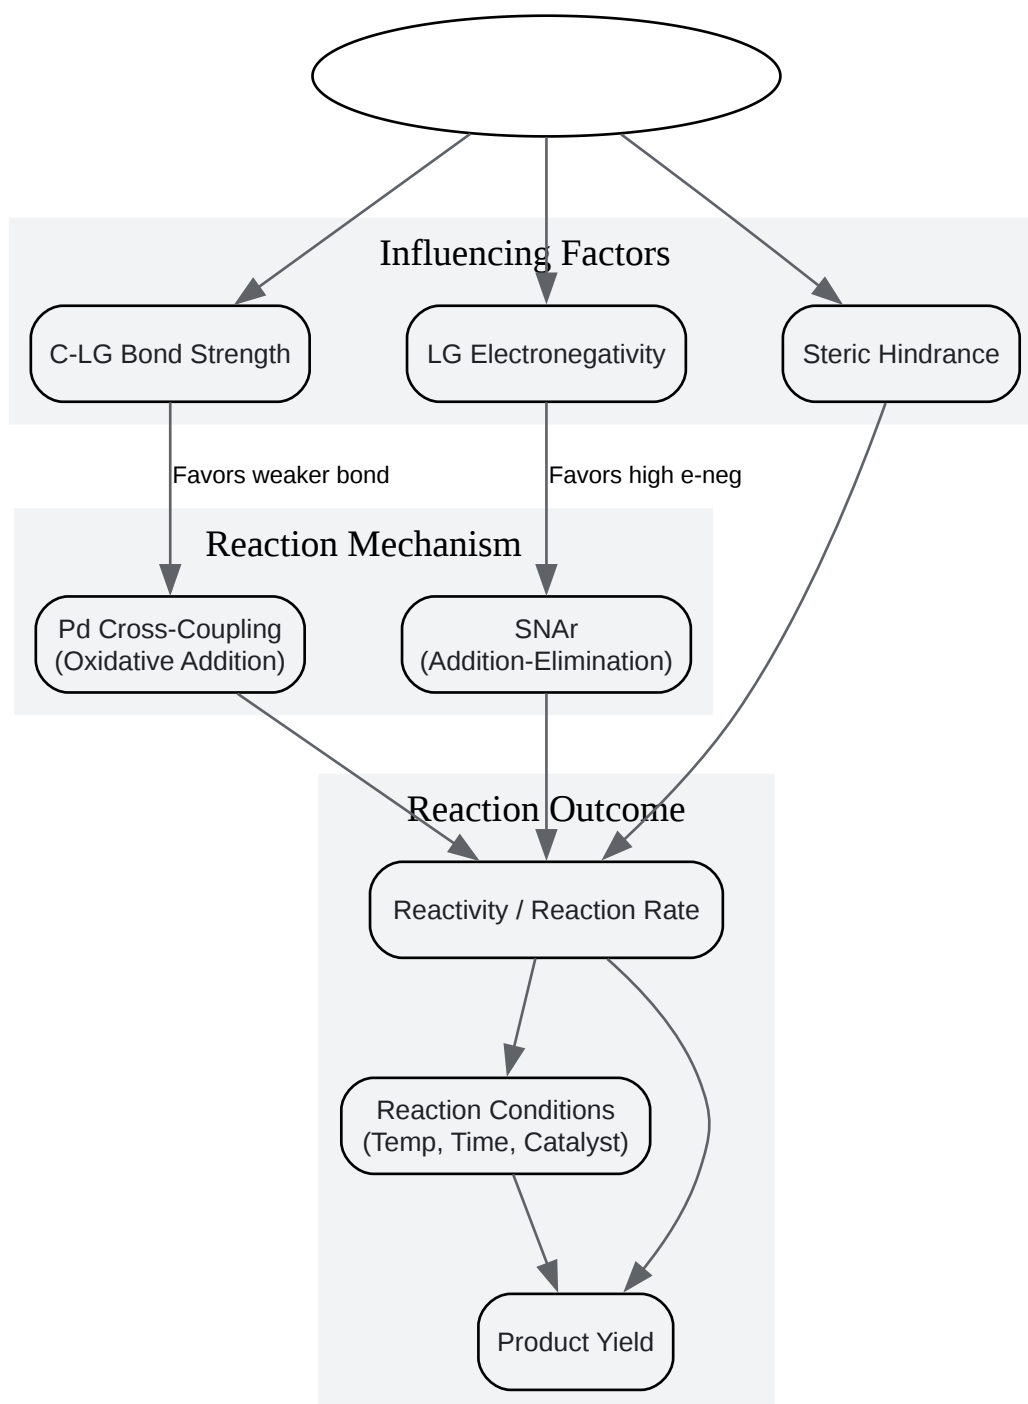 Influencing Factors
C-LG Bond Strength
LG Electronegativity
Steric Hindrance
Favors weaker bond
Favors high e-neg
Reaction Mechanism
Pd Cross-Coupling
(Oxidative Addition)
SNAr
(Addition-Elimination)
Reaction Outcome
Reactivity / Reaction Rate
Reaction Conditions
(Temp, Time, Catalyst)
Product Yield